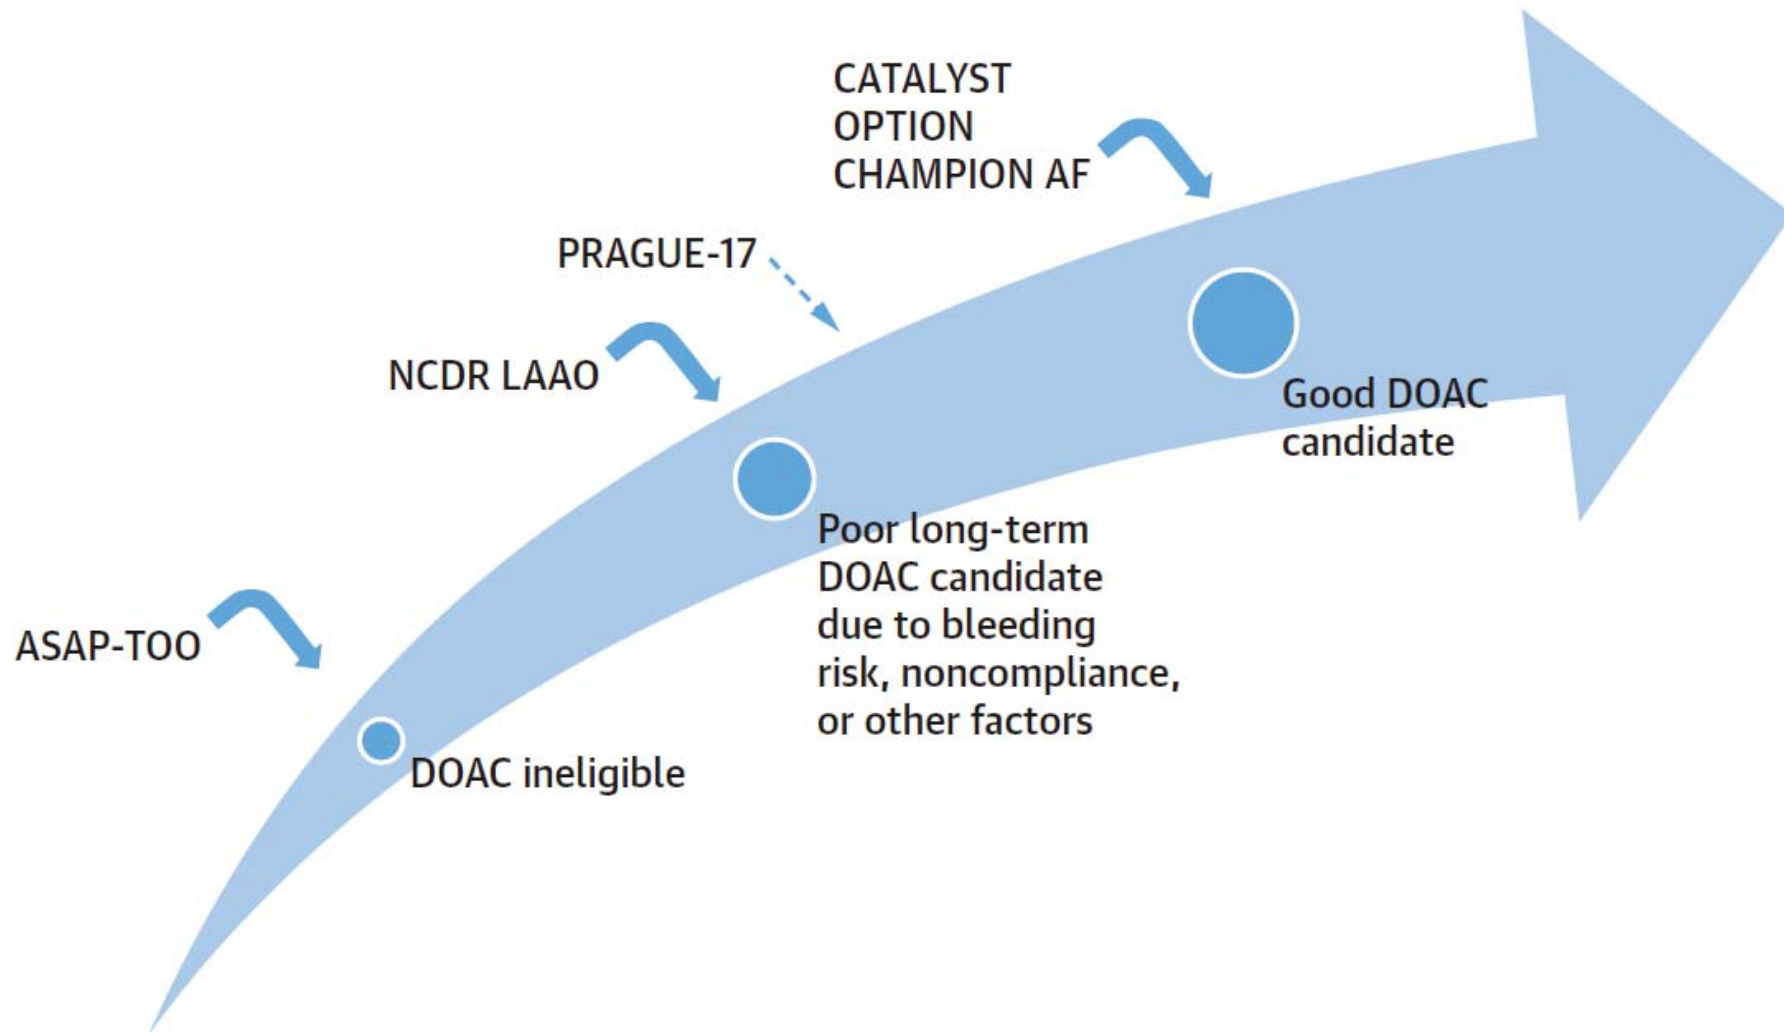 CATALYST
OPTION
CHAMPION AF
PRAGUE-17
NCDR LAAO
Good DOAC
candidate
Poor long-term
DOAC candidate
due to bleeding
risk, noncompliance,
or other factors
ASAP-TOO
DOAC ineligible